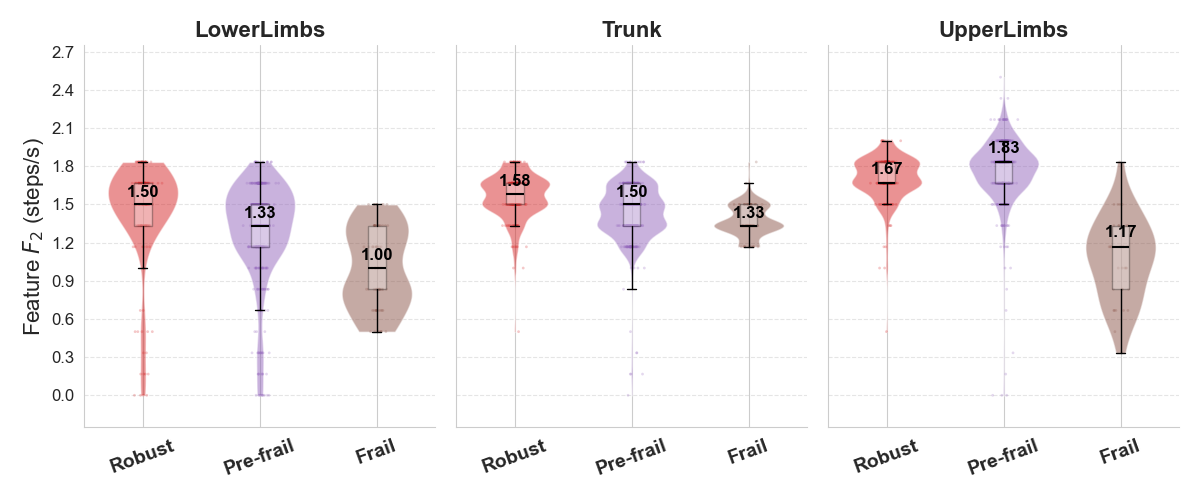 LowerLimbs
Trunk
UpperLimbs
Feature F₂ (steps/s)
2.7
2.4
2.1
1.8
1.5
1.2
0.9
0.6
0.3
0.0
1.50
1.33
1.00
1.58
1.50
1.33
1.67
1.83
1.17
Robust
Pre-frail
Frail
Robust
Pre-frail
Frail
Robust
Pre-frail
Frail